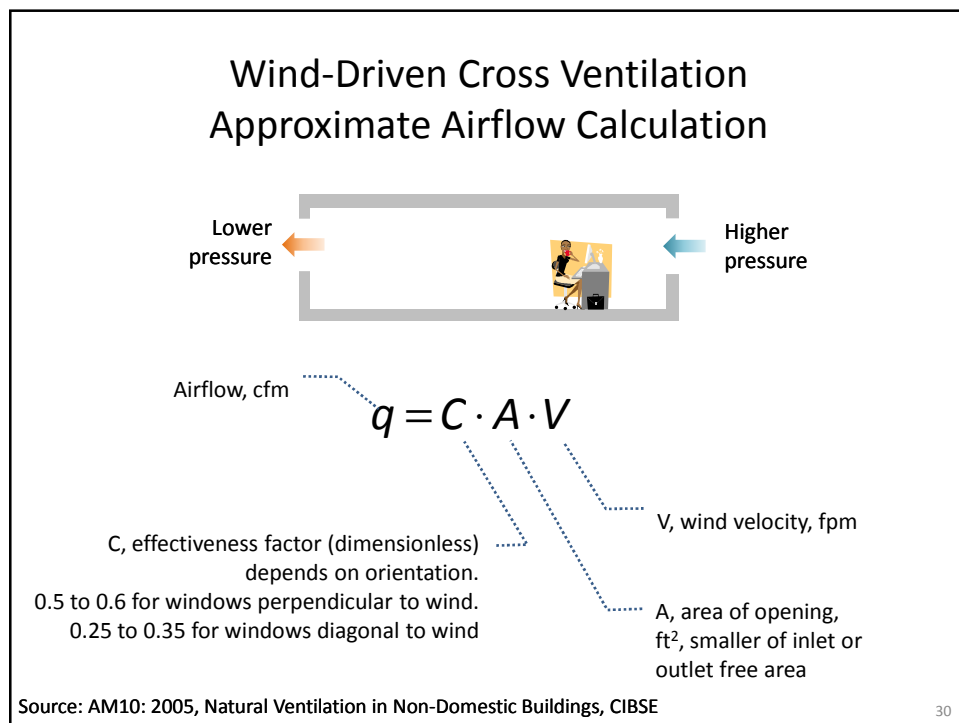 Wind-Driven Cross Ventilation
Approximate Airflow Calculation
Lower
pressure
Higher
pressure
Airflow, cfm
q = C · A · V
C, effectiveness factor (dimensionless)
depends on orientation.
0.5 to 0.6 for windows perpendicular to wind.
0.25 to 0.35 for windows diagonal to wind
V, wind velocity, fpm
A, area of opening,
ft², smaller of inlet or
outlet free area
Source: AM10: 2005, Natural Ventilation in Non-Domestic Buildings, CIBSE
30